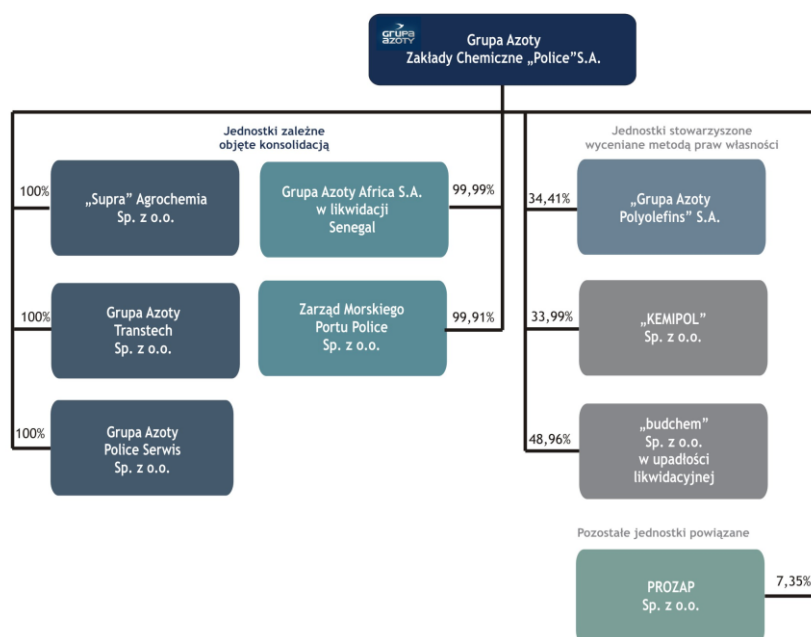 GRUPA
AZOTY
Grupa Azoty
Zakłady Chemiczne „Police”S.A.
Jednostki zależne
objęte konsolidacją
Jednostki stowarzyszone
wyceniane metodą praw własności
100%
„Supra” Agrochemia
Sp. z o.o.
Grupa Azoty Africa S.A.
w likwidacji
Senegal
99,99%
34,41%
„Grupa Azoty
Polyolefins” S.A.
100%
Grupa Azoty
Transtech
Sp. z o.o.
Zarząd Morskiego
Portu Police
Sp. z o.o.
99,91%
33,99%
„KEMIPOL”
Sp. z o.o.
100%
Grupa Azoty
Police Serwis
Sp. z o.o.
48,96%
„budchem”
Sp. z o.o.
w upadłości
likwidacyjnej
Pozostałe jednostki powiązane
PROZAP
Sp. z o.o.
7,35%